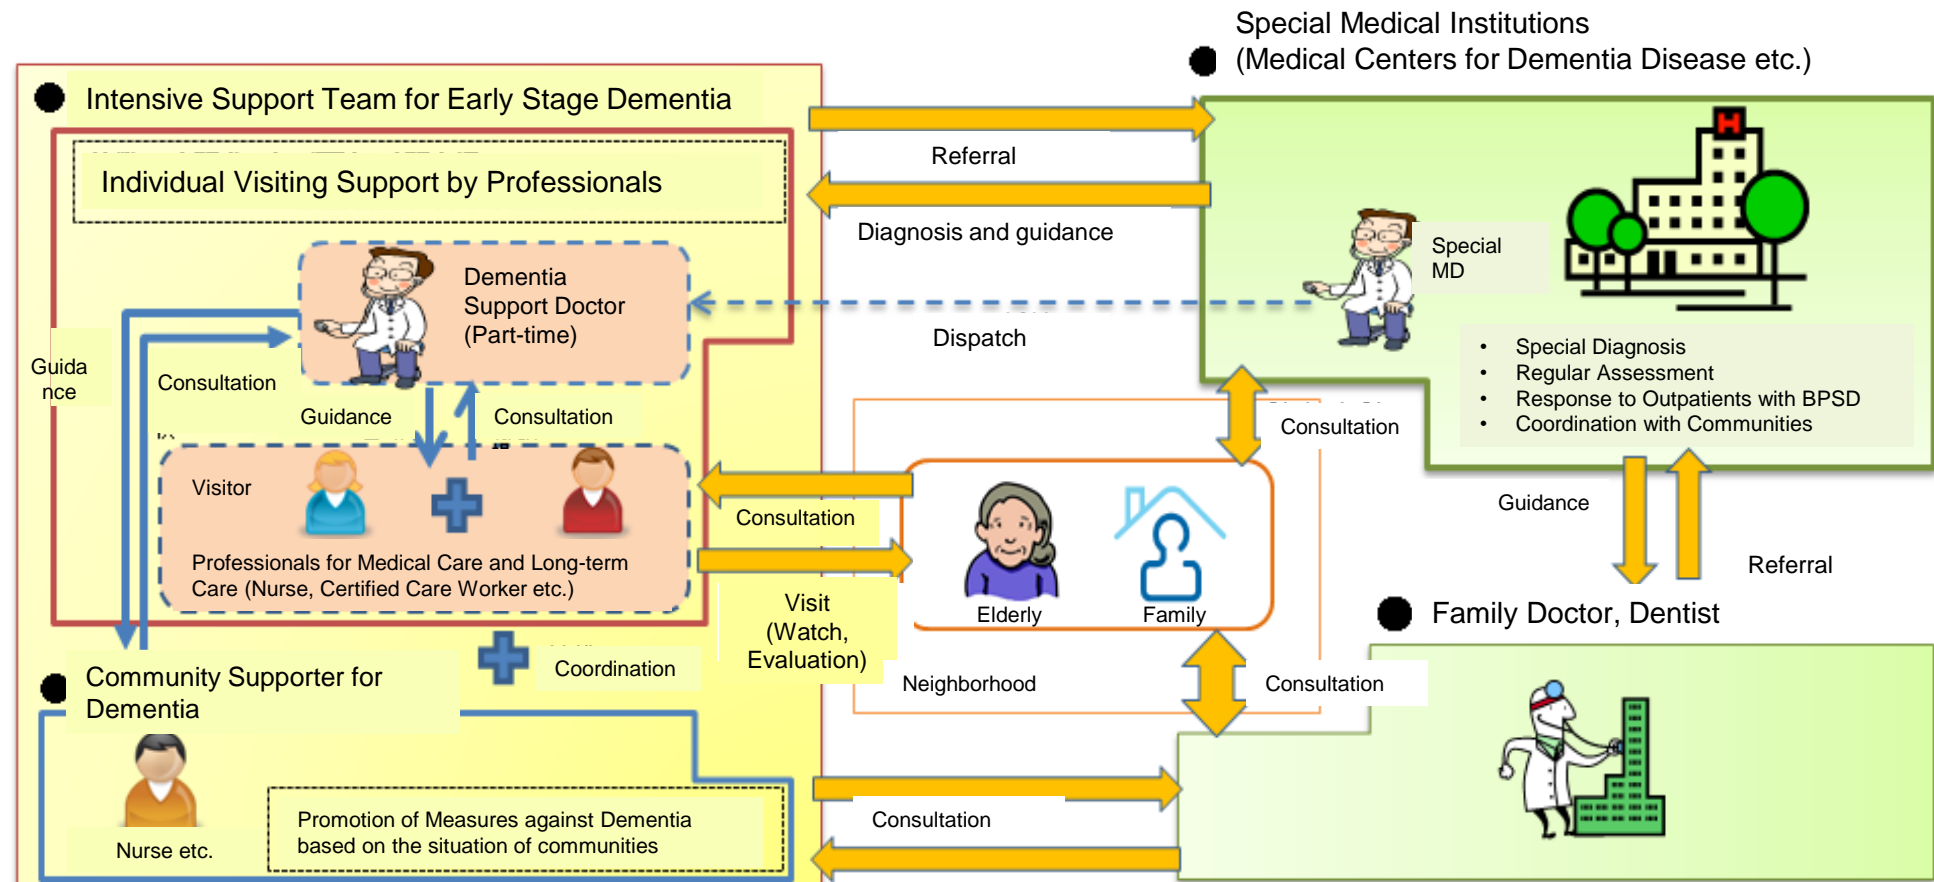 Special Medical Institutions
(Medical Centers for Dementia Disease etc.)
Intensive Support Team for Early Stage Dementia
Individual Visiting Support by Professionals
Referral
Diagnosis and guidance
Dementia
Support Doctor
(Part-time)
Special
MD
H
Dispatch
• Special Diagnosis
• Regular Assessment
• Response to Outpatients with BPSD
• Coordination with Communities
Guida
nce
Consultation
Guidance
Consultation
Consultation
Visitor
Professionals for Medical Care and Long-term
Care (Nurse, Certified Care Worker etc.)
Consultation
Visit
(Watch,
Evaluation)
Elderly
Family
Guidance
Referral
Neighborhood
Consultation
Family Doctor, Dentist
Coordination
Community Supporter for
Dementia
Nurse etc.
Promotion of Measures against Dementia
based on the situation of communities
Consultation